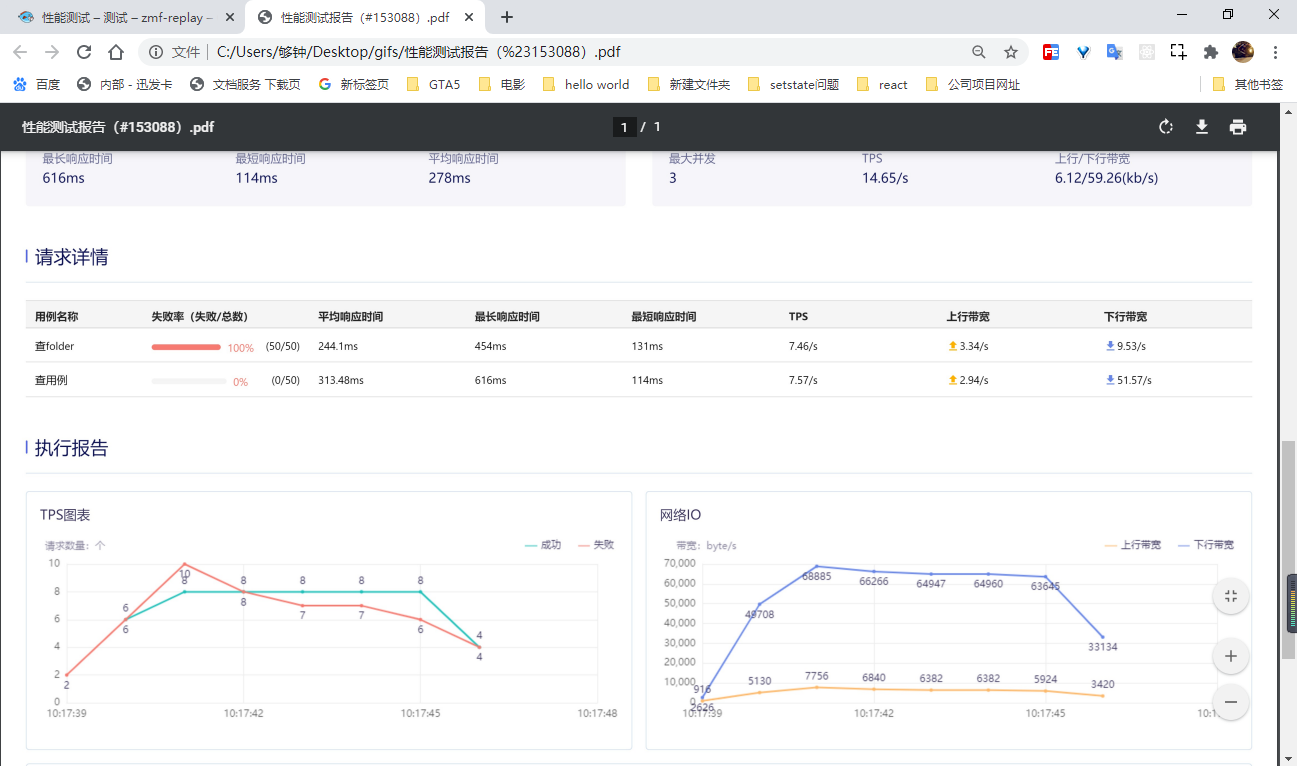 性能测试 – 测试 – zmf-replay –
性能测试报告（#153088）.pdf
文件 C:/Users/够钟/Desktop/gifs/性能测试报告（%23153088）.pdf
百度 内部 - 迅发卡 文档服务 下载页 新标签页 GTA5 电影 hello world 新建文件夹 setstate问题 react 公司项目网址 其他书签
性能测试报告（#153088）.pdf 1 / 1
最长响应时间 最短响应时间 平均响应时间 最大并发 TPS 上行/下行带宽
616ms 114ms 278ms 3 14.65/s 6.12/59.26(kb/s)
请求详情
用例名称 失败率（失败/总数） 平均响应时间 最长响应时间 最短响应时间 TPS 上行带宽 下行带宽
查folder 100% (50/50) 244.1ms 454ms 131ms 7.46/s 3.34/s 9.53/s
查用例 0% (0/50) 313.48ms 616ms 114ms 7.57/s 2.94/s 51.57/s
执行报告
TPS图表
请求数量：个 成功 失败
10
8
6
4
2
0
2
6
6
10
8
8
8
8
7
8
7
8
6
4
4
10:17:39 10:17:42 10:17:45 10:17:48
网络IO
带宽：byte/s 上行带宽 下行带宽
70,000
60,000
50,000
40,000
30,000
20,000
10,000
0
68885 66266 64947 64960 63645
49708
33134
916 5130 7756 6840 6382 6382 5924 3420
2626
10:17:39 10:17:42 10:17:45